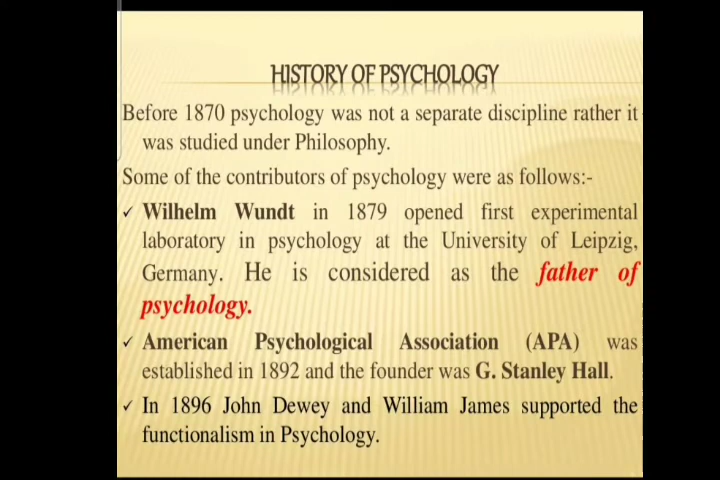 HISTORY OF PSYCHOLOGY
Before 1870 psychology was not a separate discipline rather it
was studied under Philosophy.
Some of the contributors of psychology were as follows:-
✓ Wilhelm Wundt in 1879 opened first experimental
laboratory in psychology at the University of Leipzig,
Germany. He is considered as the father of
psychology.
✓ American Psychological Association (APA) was
established in 1892 and the founder was G. Stanley Hall.
✓ In 1896 John Dewey and William James supported the
functionalism in Psychology.